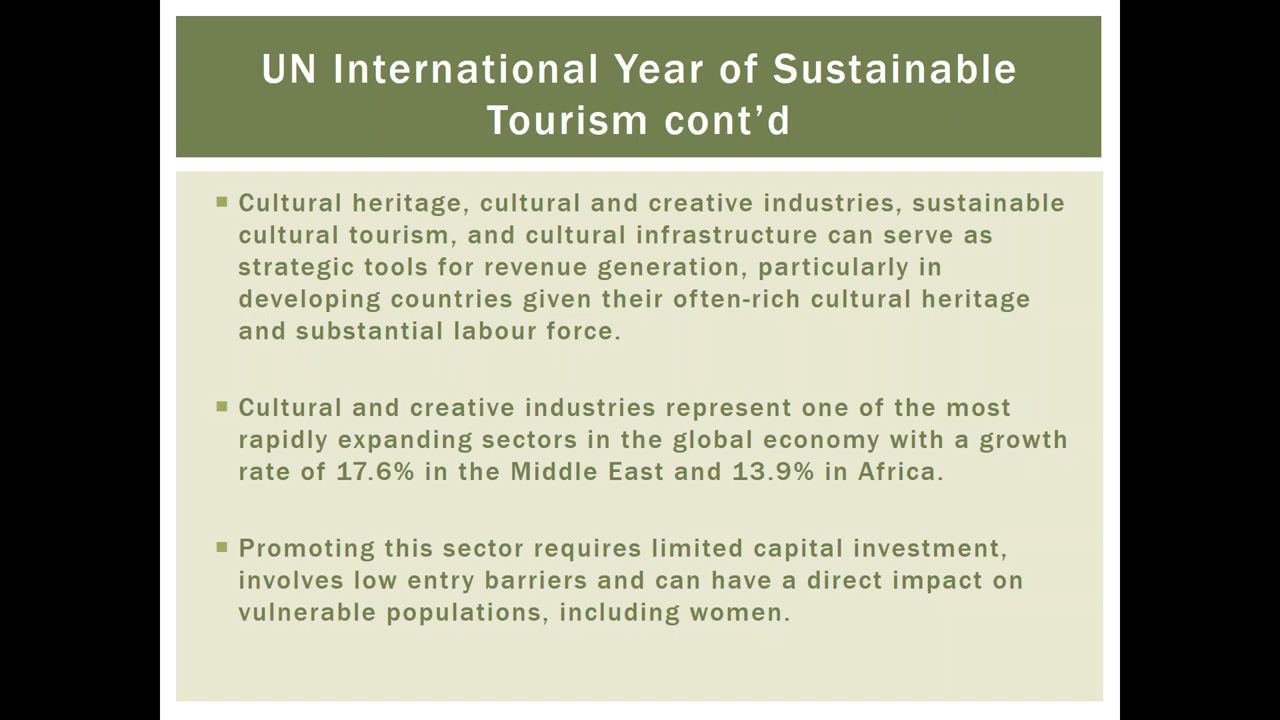 UN International Year of Sustainable
Tourism cont’d
■ Cultural heritage, cultural and creative industries, sustainable
cultural tourism, and cultural infrastructure can serve as
strategic tools for revenue generation, particularly in
developing countries given their often-rich cultural heritage
and substantial labour force.
■ Cultural and creative industries represent one of the most
rapidly expanding sectors in the global economy with a growth
rate of 17.6% in the Middle East and 13.9% in Africa.
■ Promoting this sector requires limited capital investment,
involves low entry barriers and can have a direct impact on
vulnerable populations, including women.